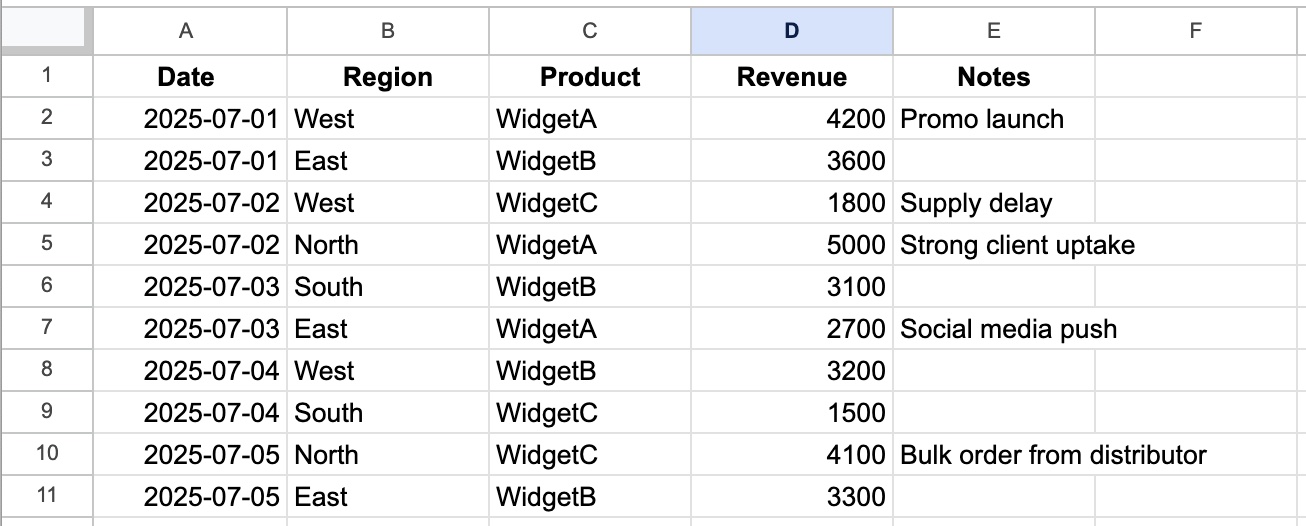 A B C D E F
1 Date Region Product Revenue Notes
2 2025-07-01 West WidgetA 4200 Promo launch
3 2025-07-01 East WidgetB 3600
4 2025-07-02 West WidgetC 1800 Supply delay
5 2025-07-02 North WidgetA 5000 Strong client uptake
6 2025-07-03 South WidgetB 3100
7 2025-07-03 East WidgetA 2700 Social media push
8 2025-07-04 West WidgetB 3200
9 2025-07-04 South WidgetC 1500
10 2025-07-05 North WidgetC 4100 Bulk order from distributor
11 2025-07-05 East WidgetB 3300